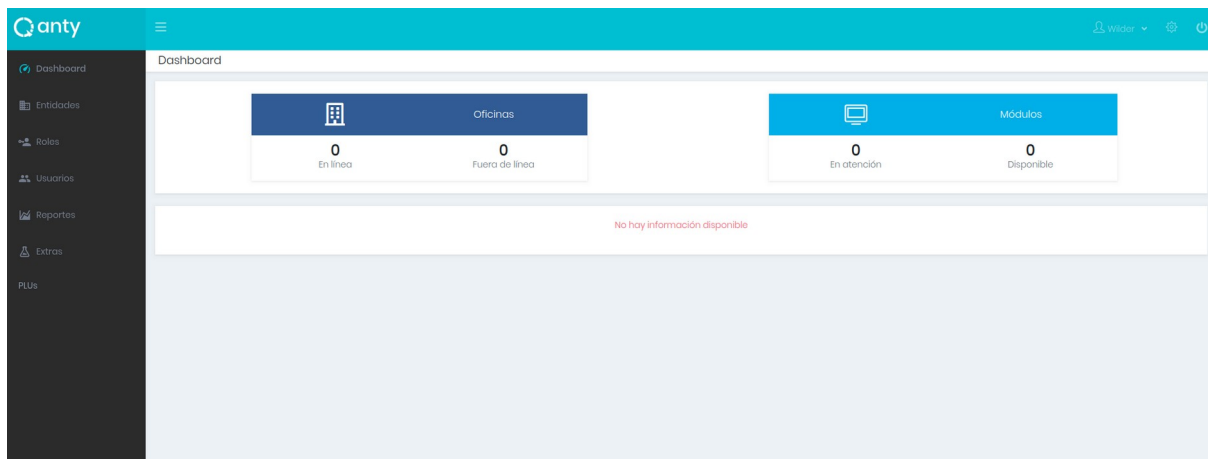 Qanty
Wilder
Dashboard
Entidades
Roles
Usuarios
Reportes
Extras
PLUs
Dashboard
Oficinas
0
En línea
0
Fuera de línea
Módulos
0
En atención
0
Disponible
No hay información disponible